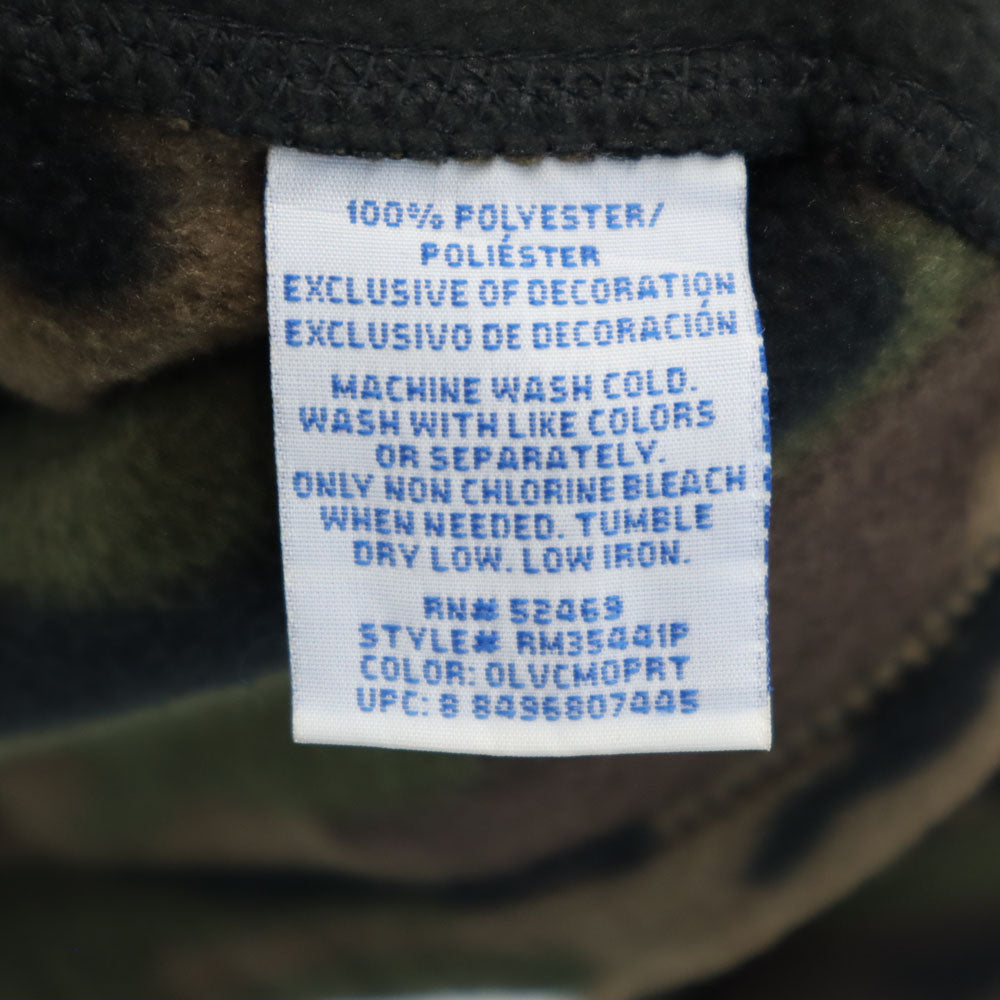 100% POLYESTER/
POLIÉSTER
EXCLUSIVE OF DECORATION
EXCLUSIVO DE DECORACIÓN
MACHINE WASH COLD.
WASH WITH LIKE COLORS
OR SEPARATELY.
ONLY NON CHLORINE BLEACH
WHEN NEEDED. TUMBLE
DRY LOW. LOW IRON.
RN# 52469
STYLE# RM35441P
COLOR: OLVCMOPRT
UPC: 8 8496807445